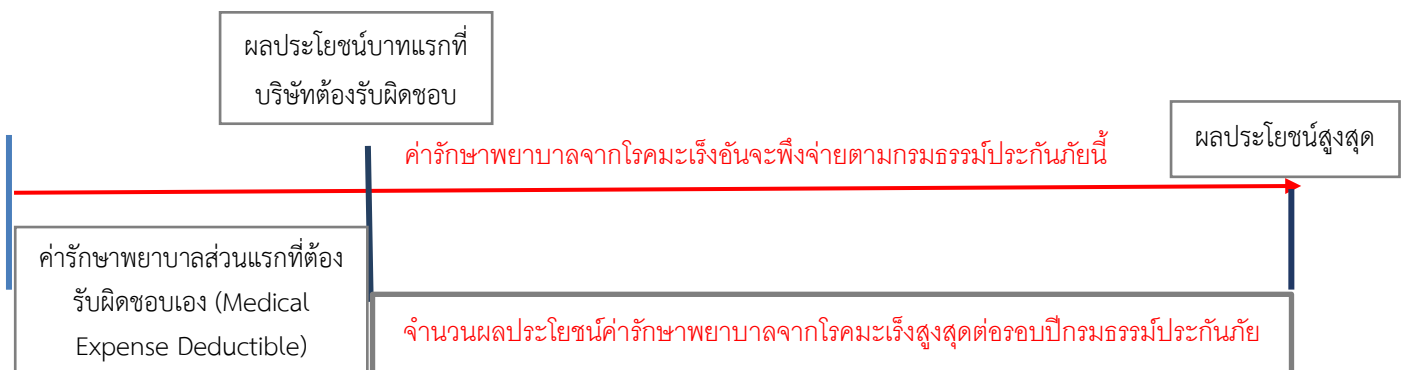 ผลประโยชน์บาทแรกที่
บริษัทต้องรับผิดชอบ
ผลประโยชน์สูงสุด
ค่ารักษาพยาบาลจากโรคมะเร็งอันจะพึงจ่ายตามกรมธรรม์ประกันภัยนี้
ค่ารักษาพยาบาลส่วนแรกที่ต้อง
รับผิดชอบเอง (Medical
Expense Deductible)
จำนวนผลประโยชน์ค่ารักษาพยาบาลจากโรคมะเร็งสูงสุดต่อรอบปีกรมธรรม์ประกันภัย